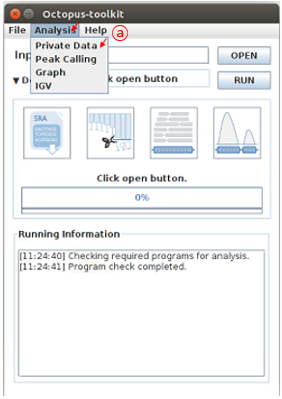 Octopus-toolkit
File Analysis Help a
Private Data
Peak Calling
Graph
IGV
OPEN
ck open button
RUN
SRA
Click open button.
0%
Running Information
[11:24:40] Checking required programs for analysis.
[11:24:41] Program check completed.